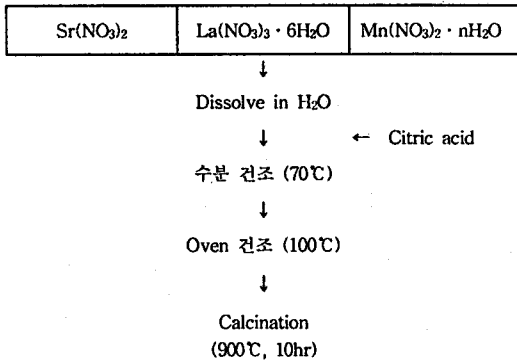 Sr(NO₃)₂ La(NO₃)₃・6H₂O Mn(NO₃)₂・nH₂O
↓
Dissolve in H₂O
↓ ← Citric acid
수분 건조 (70℃)
↓
Oven 건조 (100℃)
↓
Calcination
(900℃, 10hr)